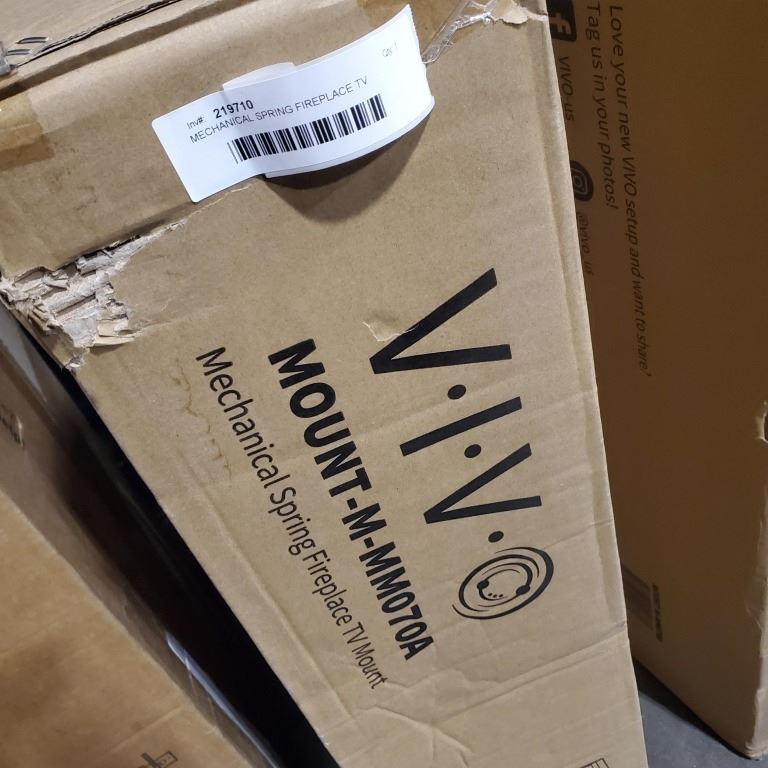 Inv#: 219710
QTY: 1
MECHANICAL SPRING FIREPLACE TV
V·I·V·O
MOUNT-M-MM070A
Mechanical Spring Fireplace TV Mount
Love your new VIVO setup and want to share?
Tag us in your photos!
f VIVO-us
@vivo_us